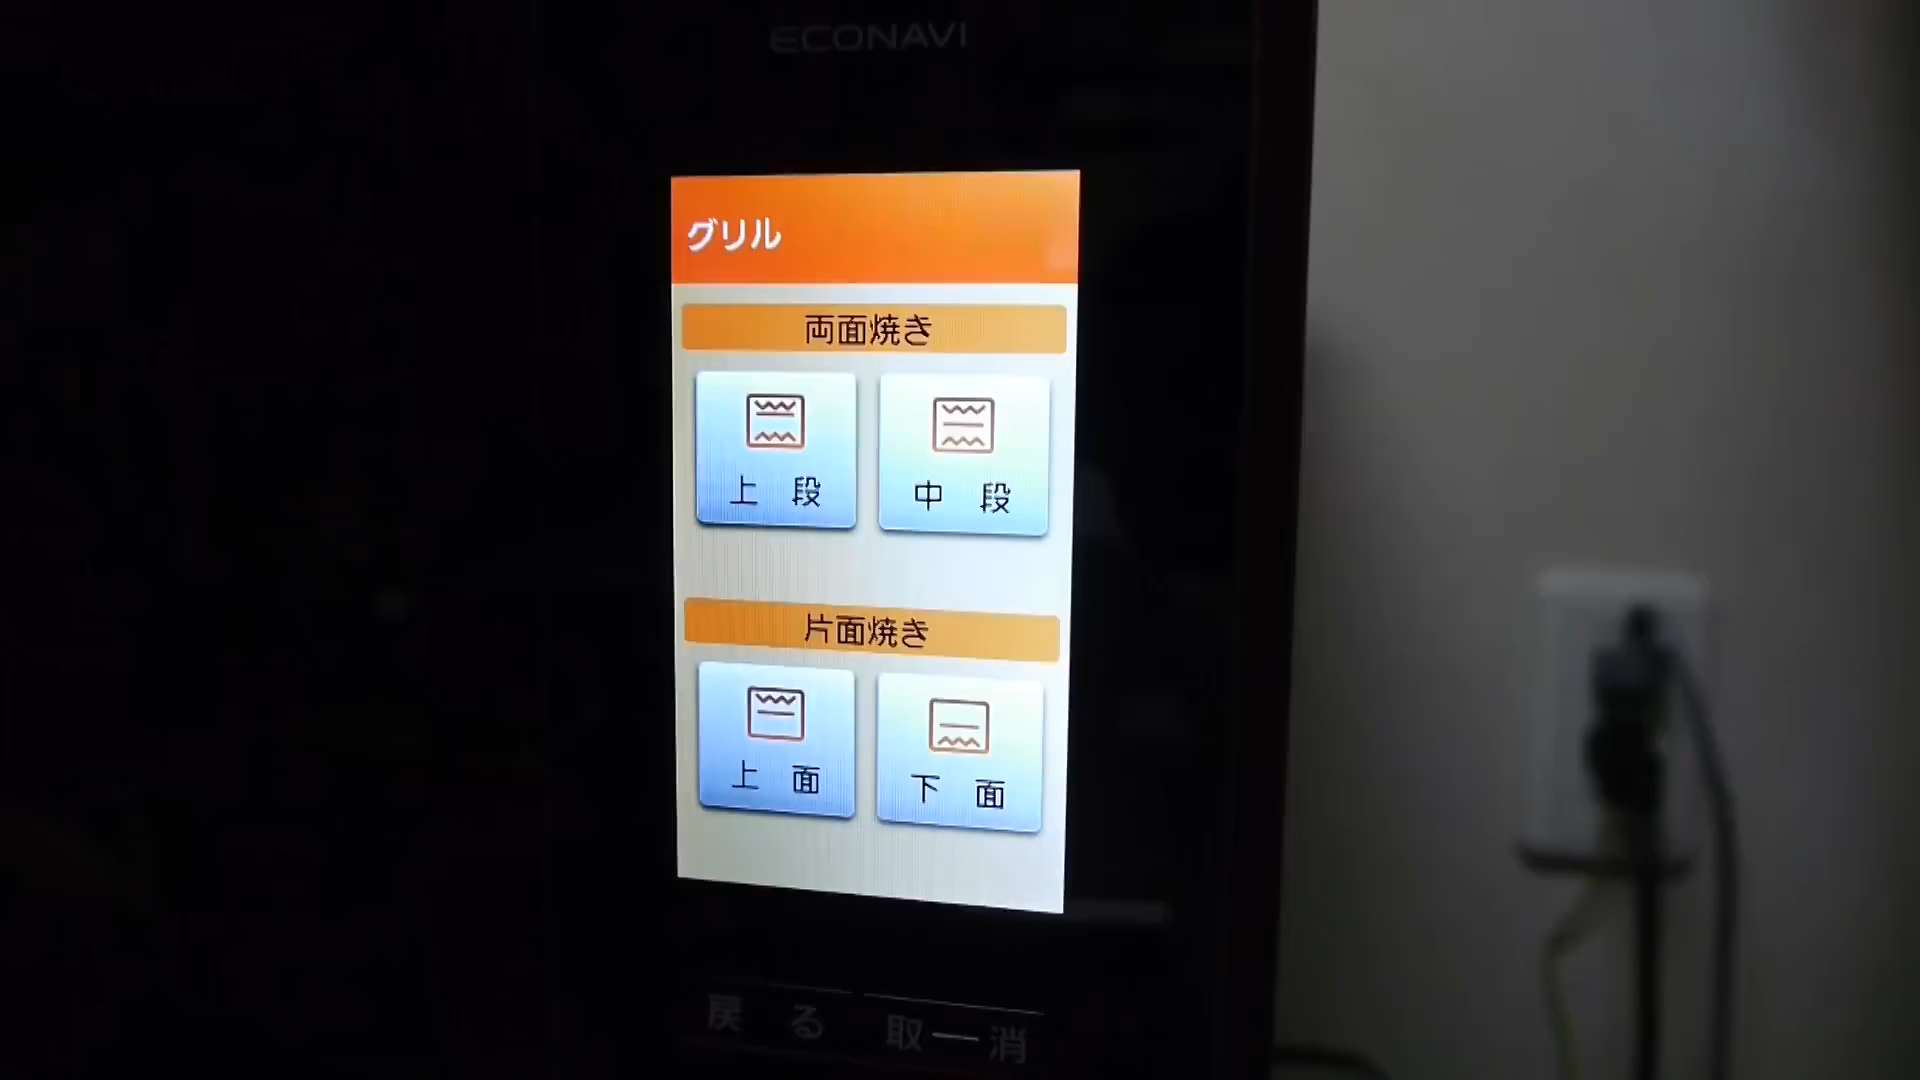 ECONAVI
グリル
両面焼き
上段 中段
片面焼き
上面 下面
戻る 取消